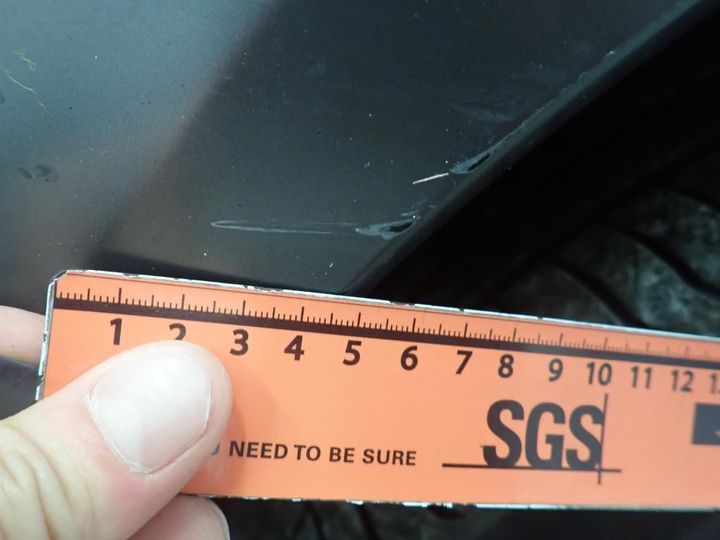 1 2 3 4 5 6 7 8 9 10 11 12
NEED TO BE SURE
SGS